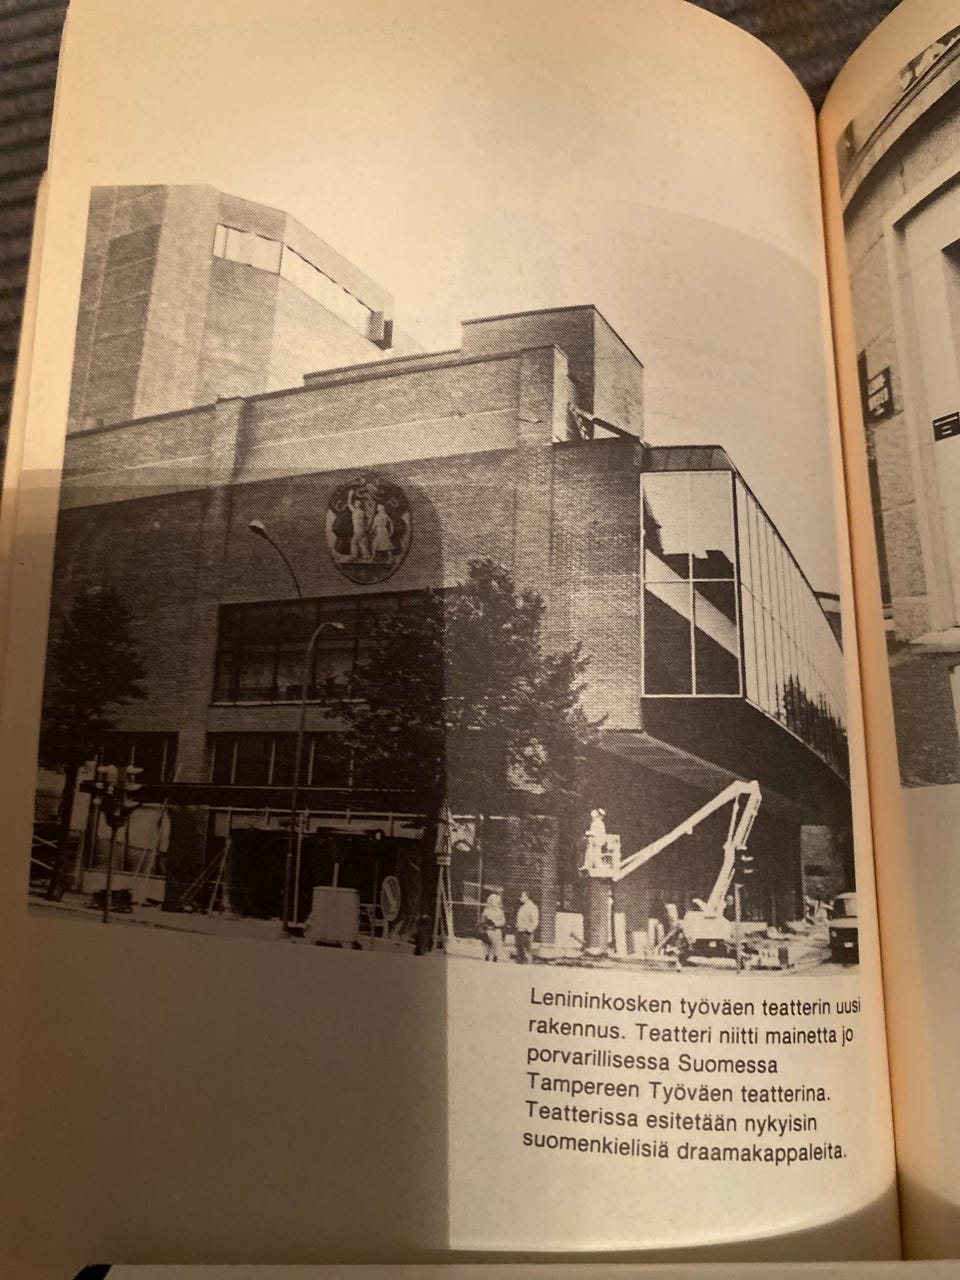 Lenininkosken työväen teatterin uusi
rakennus. Teatteri niitti mainetta jo
porvarillisessa Suomessa
Tampereen Työväen teatterina.
Teatterissa esitetään nykyisin
suomenkielisiä draamakappaleita.